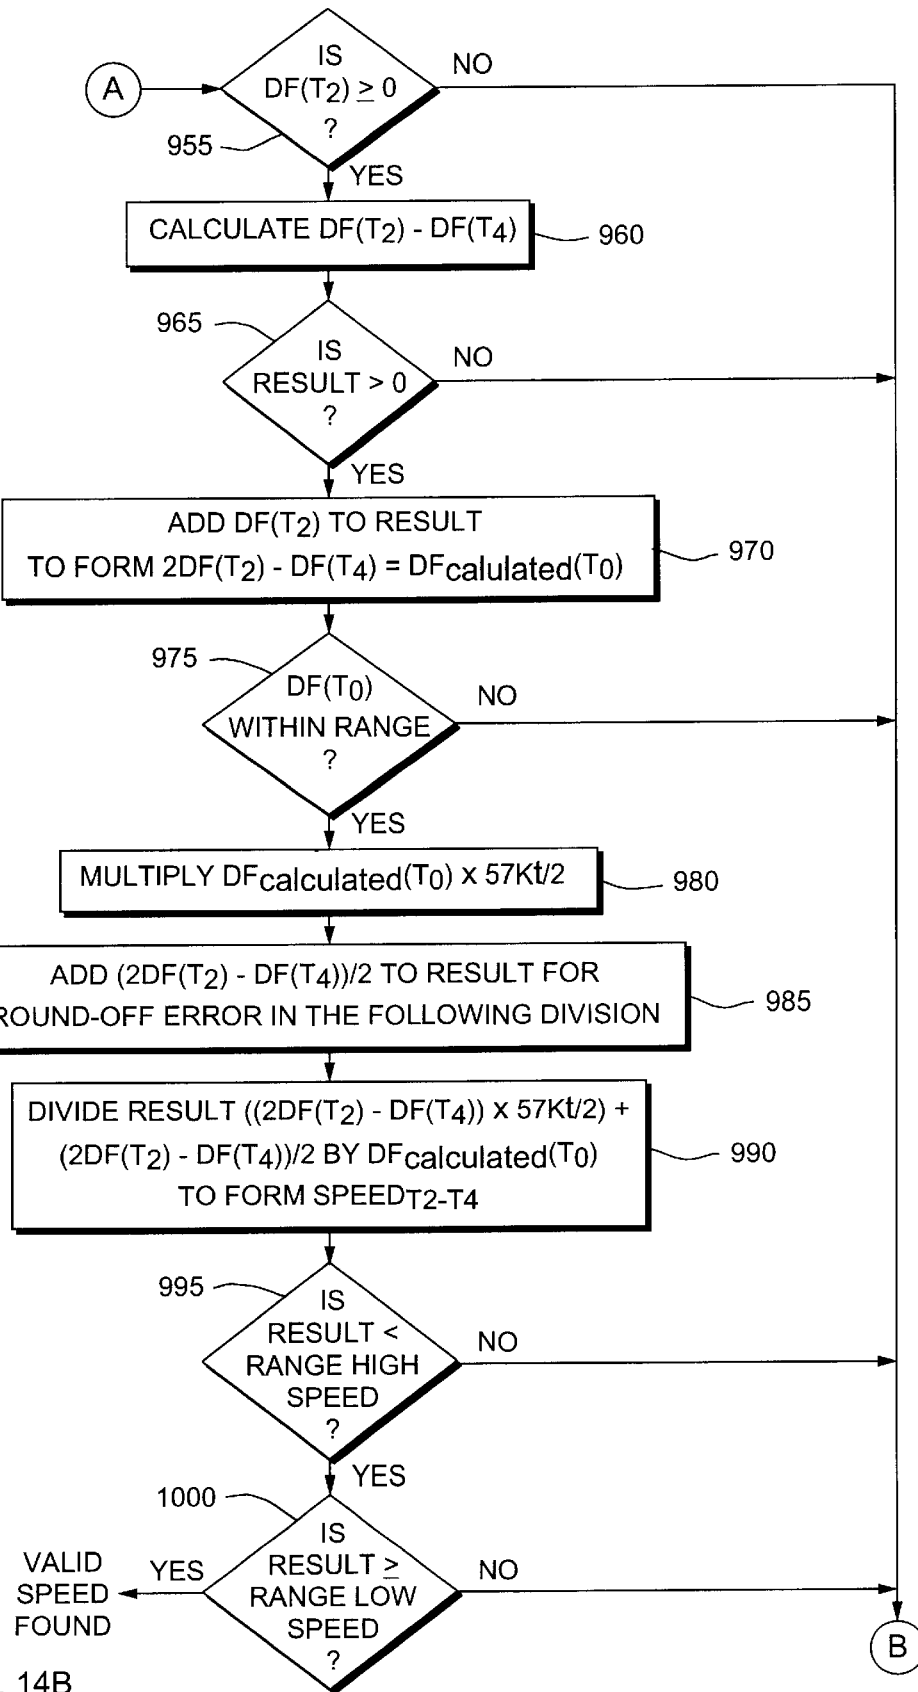 A
IS
DF(T2) ≥ 0
?
NO
955
YES
CALCULATE DF(T2) - DF(T4)
960
965
IS
RESULT > 0
?
NO
YES
ADD DF(T2) TO RESULT
TO FORM 2DF(T2) - DF(T4) = DFcalulated(T0)
970
975
DF(T0)
WITHIN RANGE
?
NO
YES
MULTIPLY DFcalculated(T0) x 57Kt/2
980
ADD (2DF(T2) - DF(T4))/2 TO RESULT FOR
ROUND-OFF ERROR IN THE FOLLOWING DIVISION
985
DIVIDE RESULT ((2DF(T2) - DF(T4)) x 57Kt/2) +
(2DF(T2) - DF(T4))/2 BY DFcalculated(T0)
TO FORM SPEEDT2-T4
990
995
IS
RESULT <
RANGE HIGH
SPEED
?
NO
YES
1000
IS
RESULT ≥
RANGE LOW
SPEED
?
NO
YES
VALID
SPEED
FOUND
B
14B